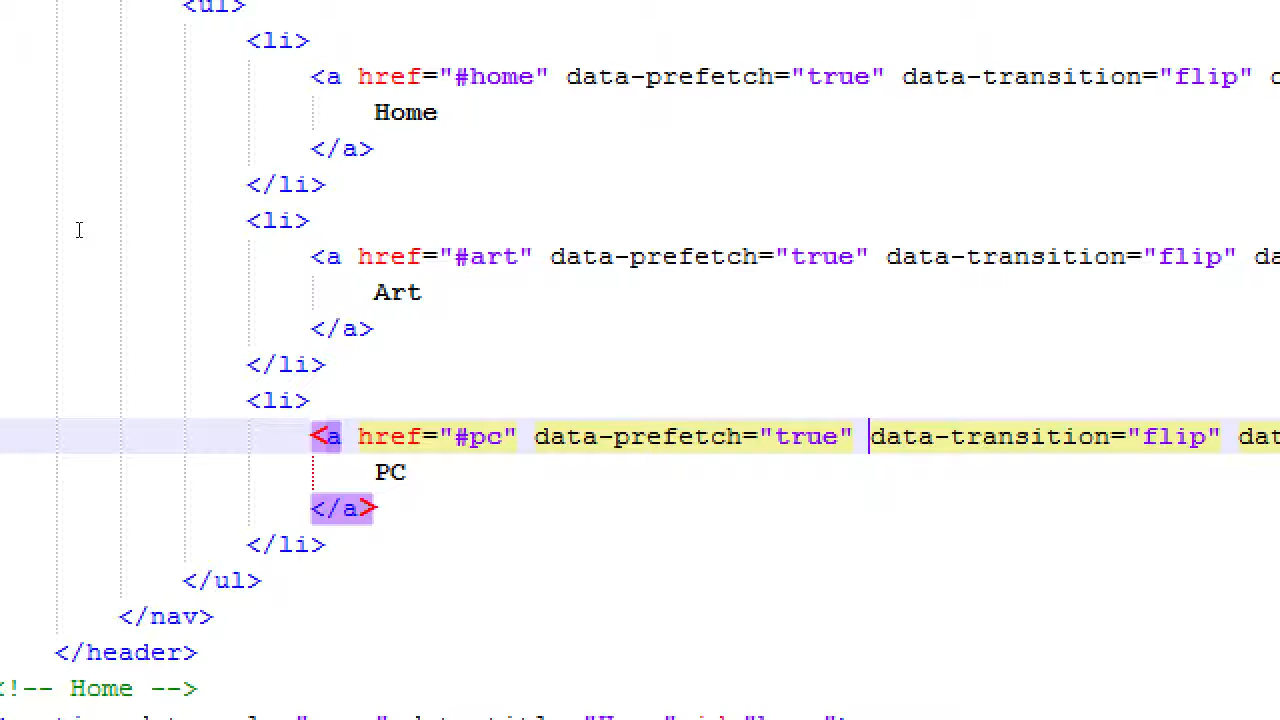 <ul>
<li>
<a href="#home" data-prefetch="true" data-transition="flip"
Home
</a>
</li>
<li>
<a href="#art" data-prefetch="true" data-transition="flip" da
Art
</a>
</li>
<li>
<a href="#pc" data-prefetch="true" data-transition="flip" dat
PC
</a>
</li>
</ul>
</nav>
</header>
<!-- Home -->